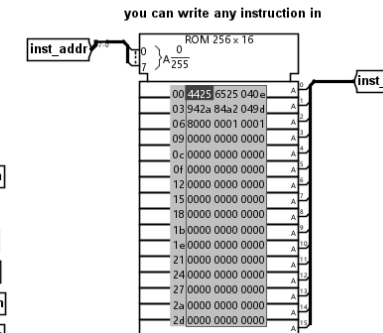 you can write any instruction in
inst_addr
ROM 256 x 16
0
7
A
0
255
inst_
00 4425 6525 040e
03 942a 84a2 049d
06 8000 0001 0001
09 0000 0000 0000
0c 0000 0000 0000
0f 0000 0000 0000
12 0000 0000 0000
15 0000 0000 0000
18 0000 0000 0000
1b 0000 0000 0000
1e 0000 0000 0000
21 0000 0000 0000
24 0000 0000 0000
27 0000 0000 0000
2a 0000 0000 0000
2d 0000 0000 0000